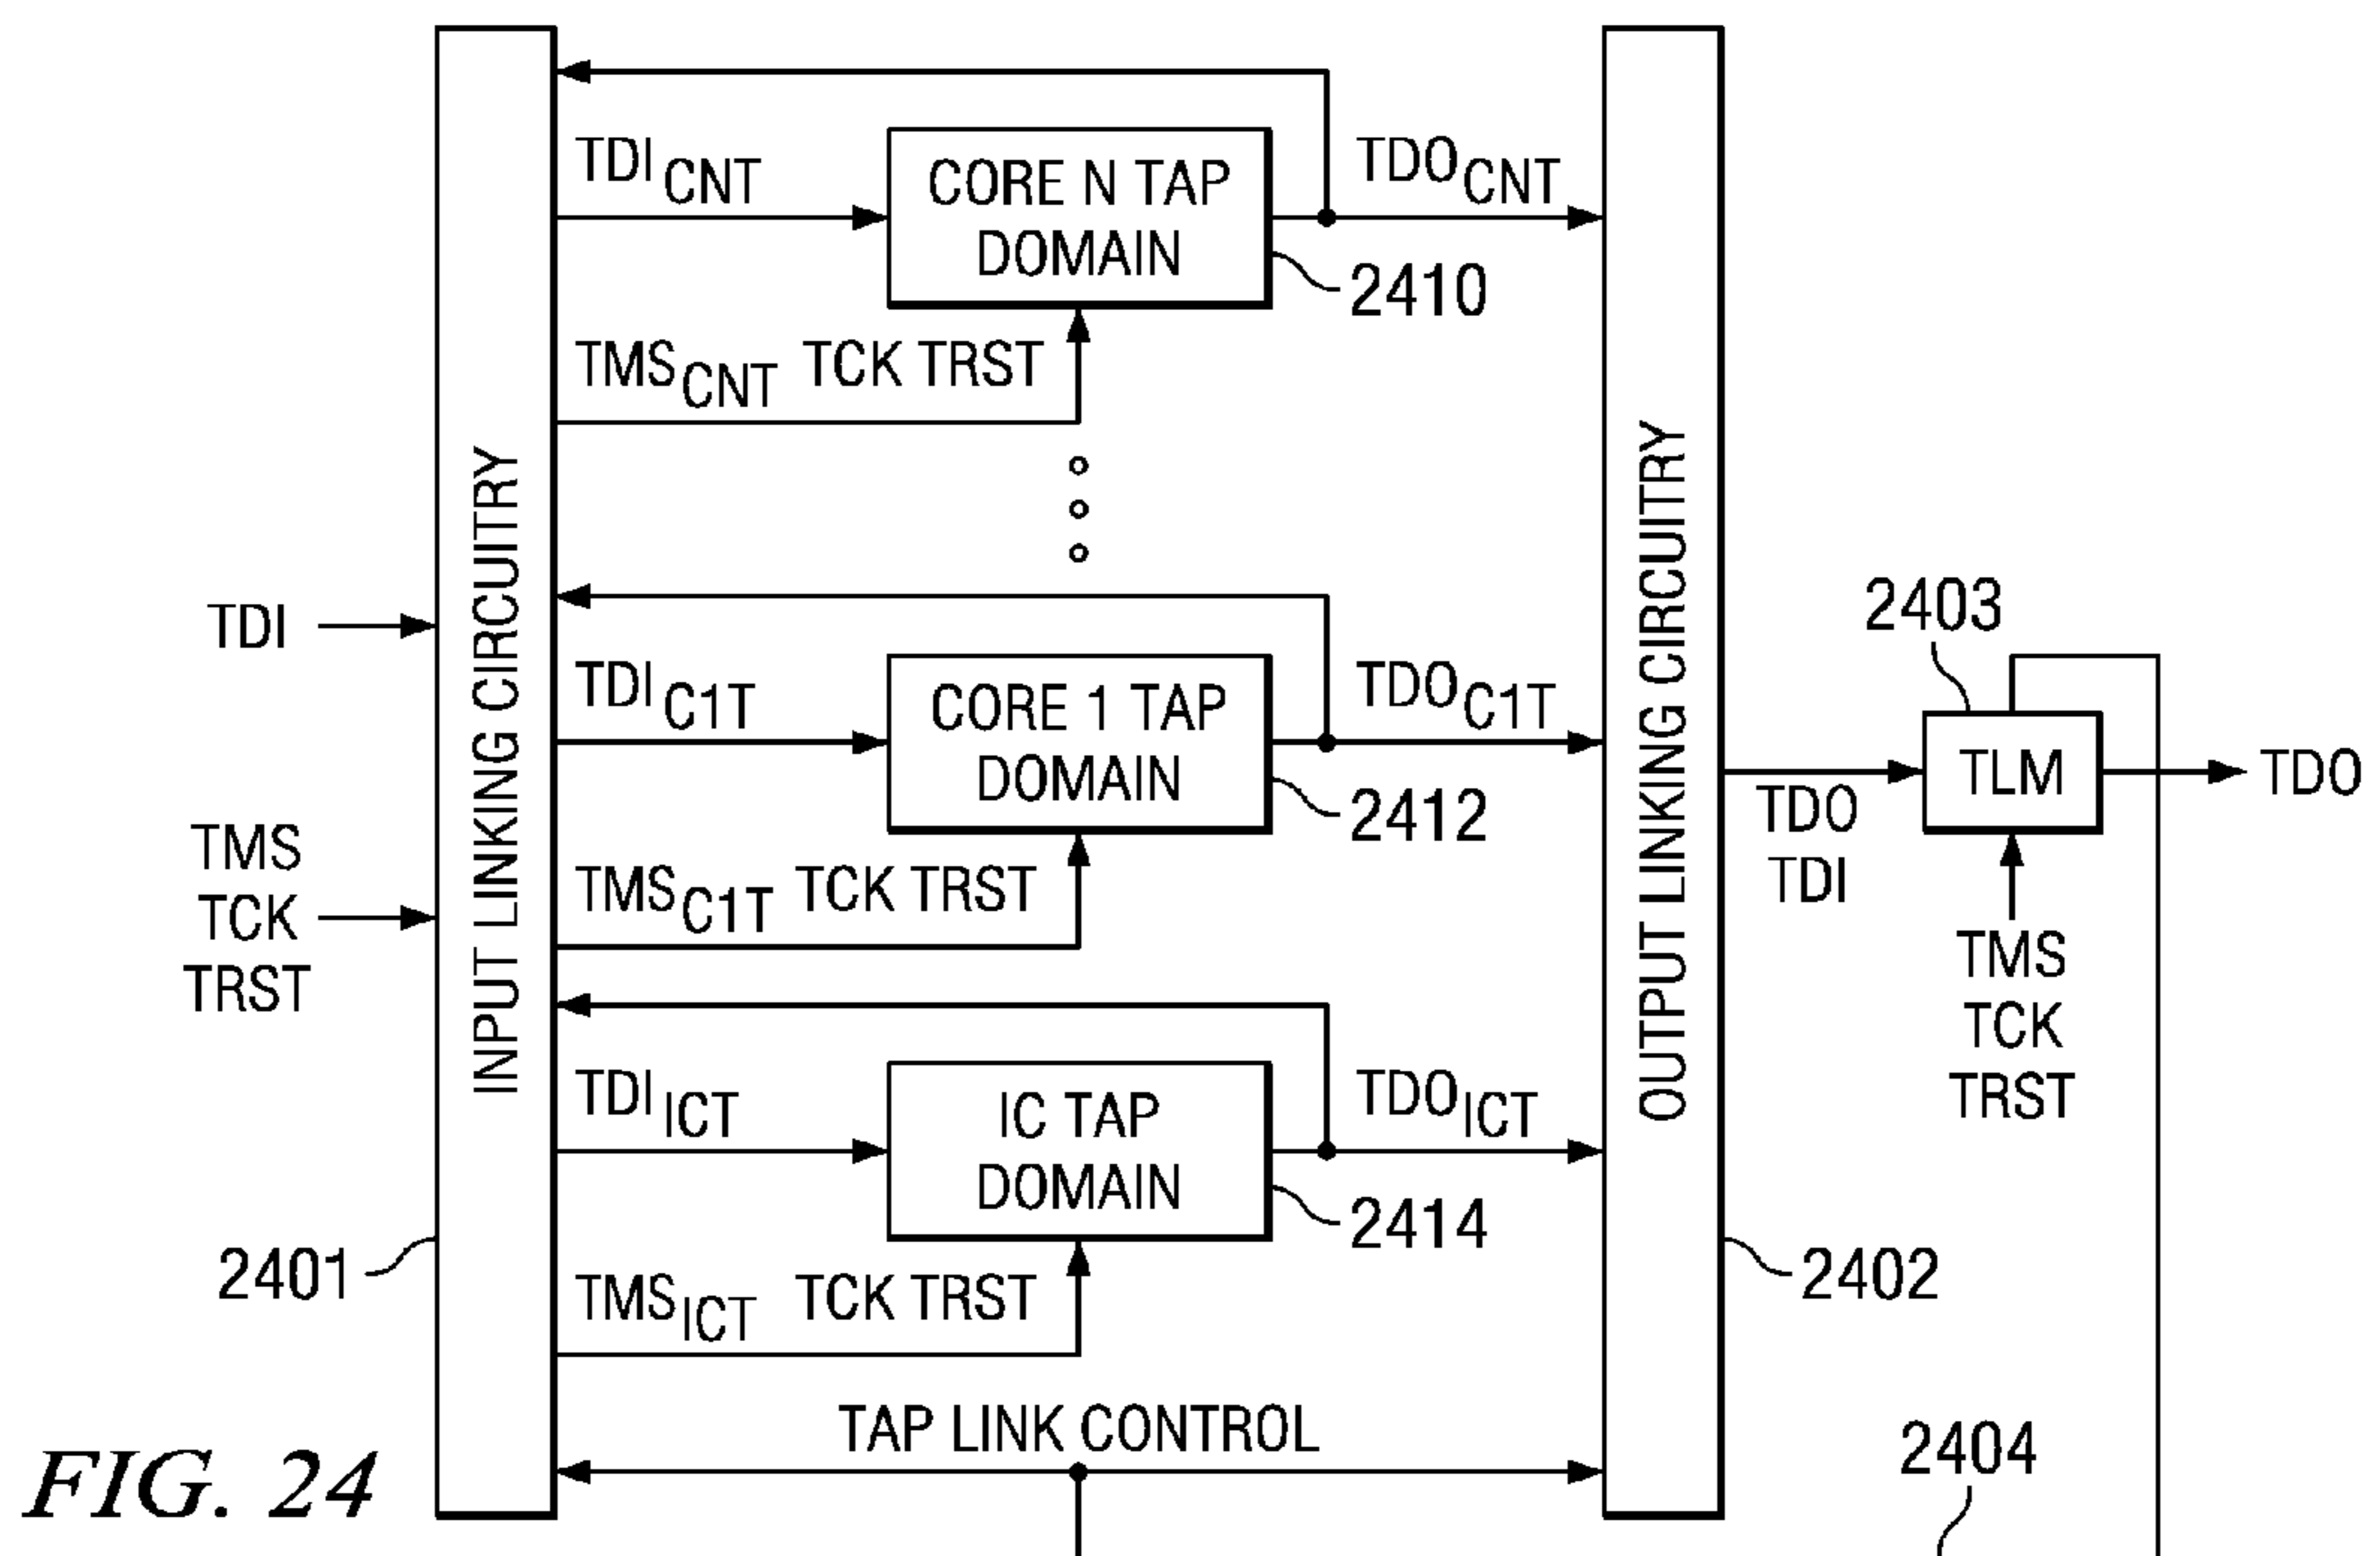 TDI CNT
CORE N TAP
DOMAIN
TDO CNT
2410
TMS CNT TCK TRST
INPUT LINKING CIRCUITRY
OUTPUT LINKING CIRCUITRY
TDI
TDI C1T
CORE 1 TAP
DOMAIN
TDO C1T
2412
2403
TLM
TDO
TDO
TDI
TMS
TCK
TRST
TMS C1T TCK TRST
TMS
TCK
TRST
TDI ICT
IC TAP
DOMAIN
TDO ICT
2414
2401
2402
TMS ICT TCK TRST
TAP LINK CONTROL
2404
FIG. 24